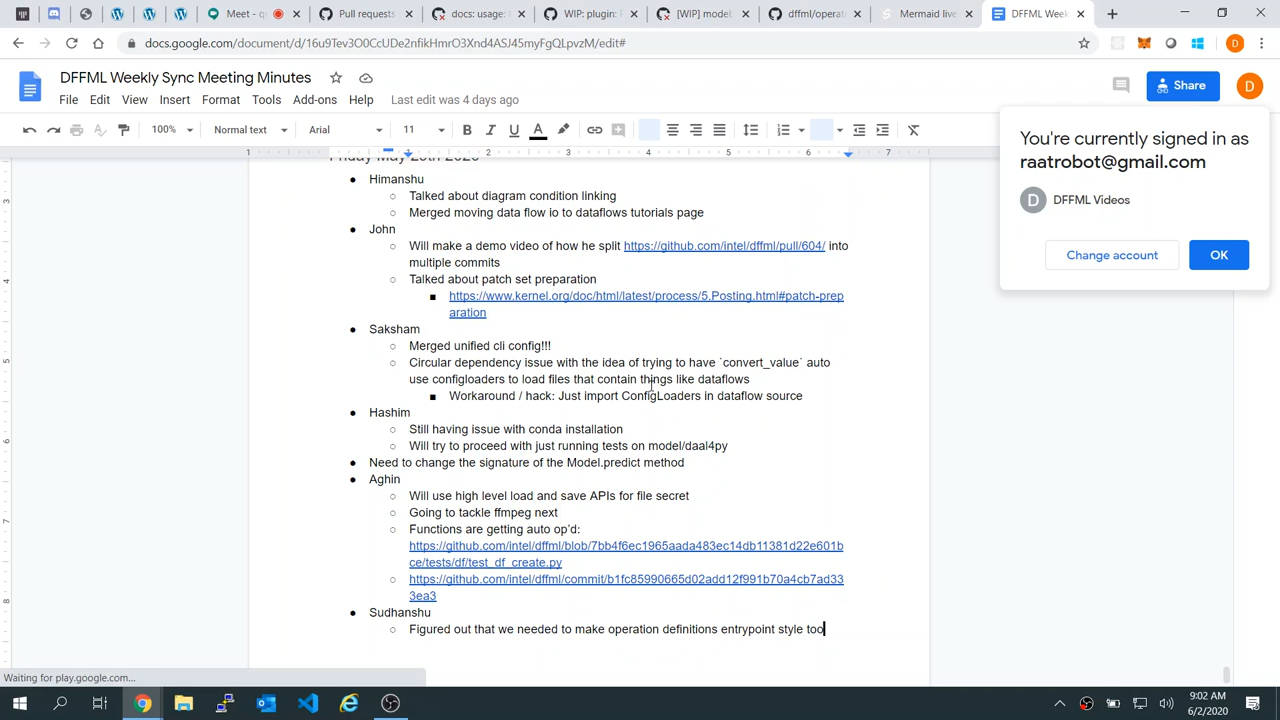 Meet - q
Pull requests
docs: usage:
WIP: plugin: F
[WIP] model
dffml/operat
Mermaid live
DFFML Week
docs.google.com/document/d/16u9Tev3O0CcUDe2nfikHmrO3Xnd4ASJ45myFgQLpvzM/edit#
DFFML Weekly Sync Meeting Minutes
File Edit View Insert Format Tools Add-ons Help Last edit was 4 days ago
Share
100% Normal text Arial 11
1 1 2 3 4 5 6 7
You're currently signed in as
raatrobot@gmail.com
D DFFML Videos
Change account OK
Himanshu
Talked about diagram condition linking
Merged moving data flow io to dataflows tutorials page
John
Will make a demo video of how he split https://github.com/intel/dffml/pull/604/ into
multiple commits
Talked about patch set preparation
https://www.kernel.org/doc/html/latest/process/5.Posting.html#patch-prep
aration
Saksham
Merged unified cli config!!!
Circular dependency issue with the idea of trying to have `convert_value` auto
use configloaders to load files that contain things like dataflows
Workaround / hack: Just import ConfigLoaders in dataflow source
Hashim
Still having issue with conda installation
Will try to proceed with just running tests on model/daal4py
Need to change the signature of the Model.predict method
Aghin
Will use high level load and save APIs for file secret
Going to tackle ffmpeg next
Functions are getting auto op'd:
https://github.com/intel/dffml/blob/7bb4f6ec1965aada483ec14db11381d22e601b
ce/tests/df/test_df_create.py
https://github.com/intel/dffml/commit/b1fc85990665d02add12f991b70a4cb7ad33
3ea3
Sudhanshu
Figured out that we needed to make operation definitions entrypoint style too
Waiting for play.google.com...
9:02 AM
6/2/2020